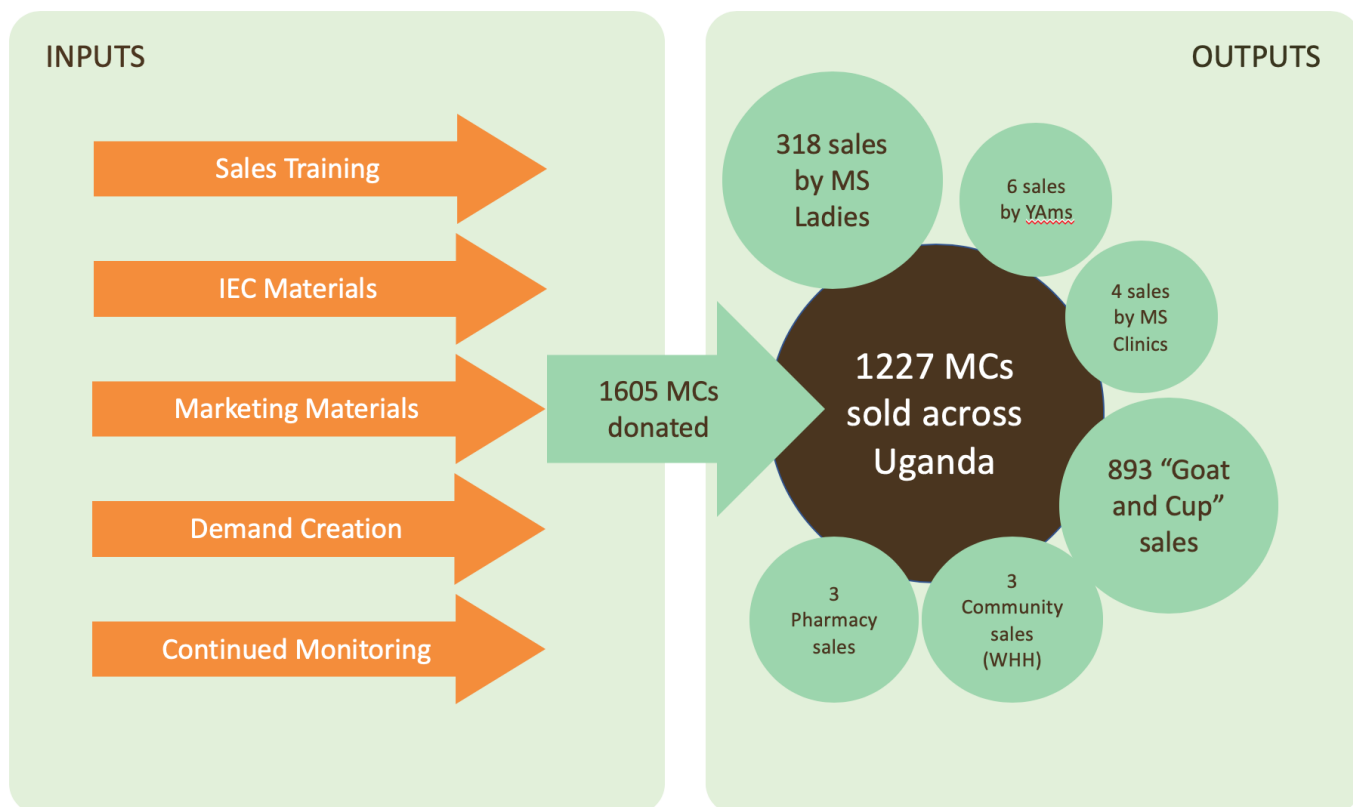 INPUTS
Sales Training
IEC Materials
Marketing Materials
Demand Creation
Continued Monitoring
1605 MCs
donated
OUTPUTS
318 sales
by MS
Ladies
6 sales
by YAms
4 sales
by MS
Clinics
1227 MCs
sold across
Uganda
893 “Goat
and Cup”
sales
3
Community
sales
(WHH)
3
Pharmacy
sales